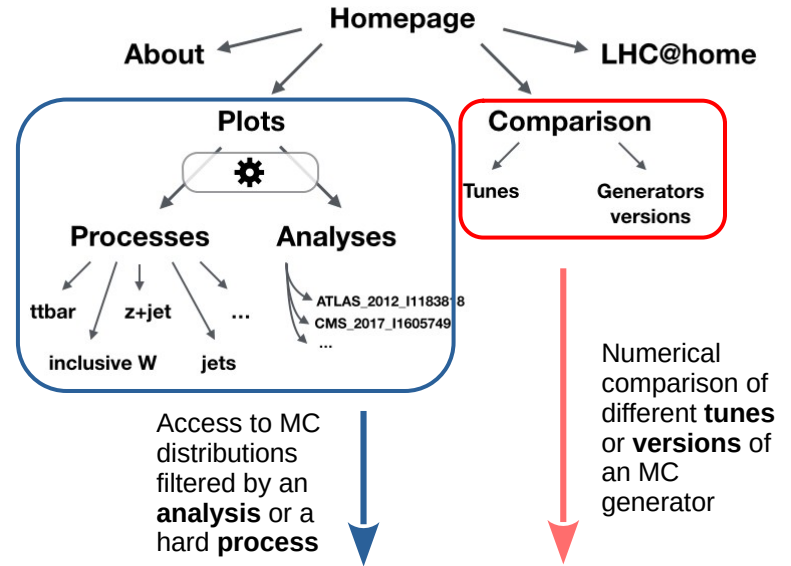 Homepage
About
LHC@home
Plots
Comparison
Tunes
Generators
versions
Processes
Analyses
ttbar
z+jet
...
inclusive W
jets
ATLAS_2012_I1183818
CMS_2017_I1605749
...
Access to MC
distributions
filtered by an
analysis or a
hard process
Numerical
comparison of
different tunes
or versions of
an MC
generator